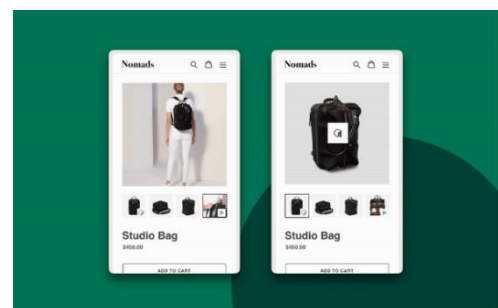 Nomads
Studio Bag
$450.00
ADD TO CART
Nomads
Studio Bag
$450.00
ADD TO CART